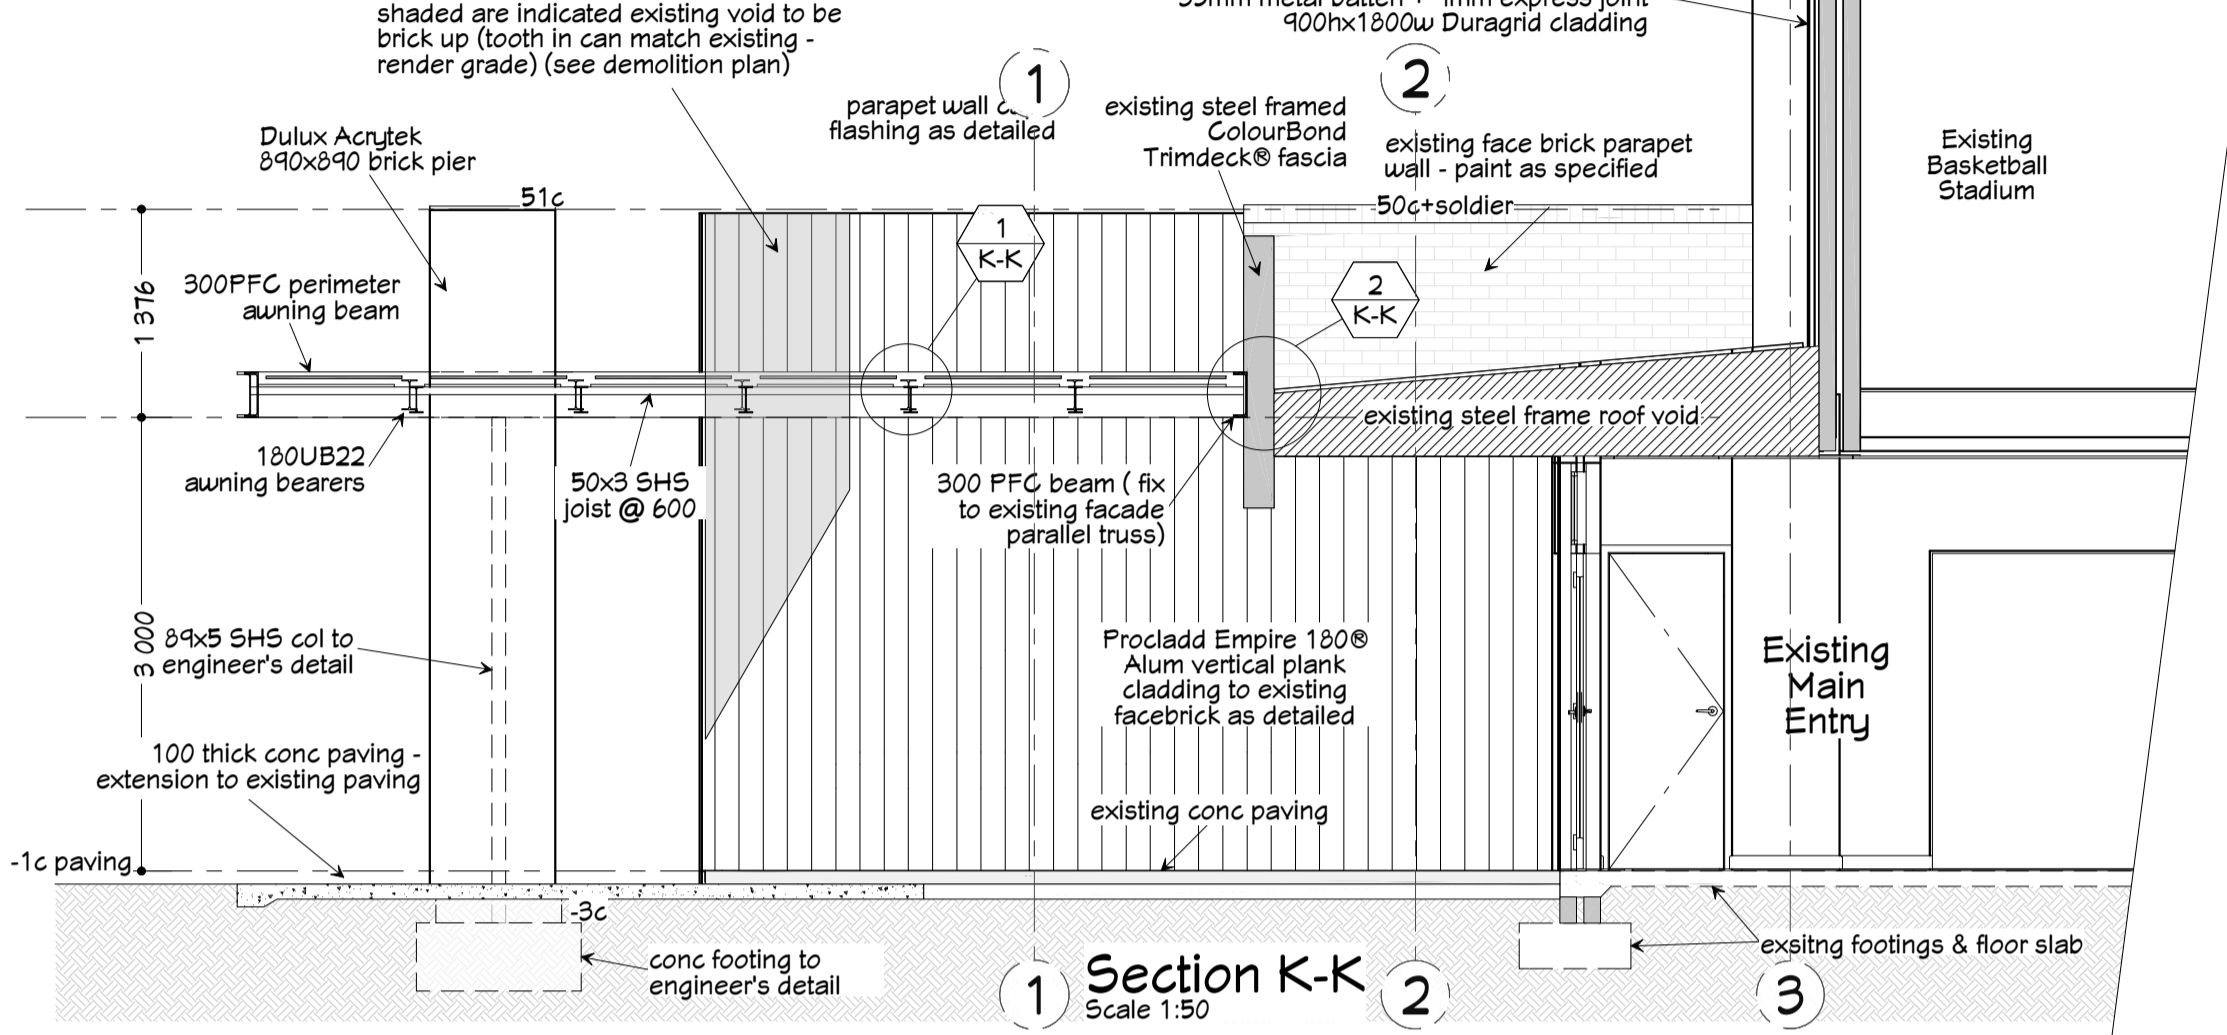 shaded are indicated existing void to be
brick up (tooth in can match existing -
render grade) (see demolition plan)
express joint
900hx1800w Duragrid cladding
1
2
parapet wall
flashing as detailed
existing steel framed
ColourBond
Trimdeck® fascia
existing face brick parapet
wall - paint as specified
Existing
Basketball
Stadium
Dulux Acrytek
890x890 brick pier
51c
50c+soldier
1
K-K
2
K-K
300PFC perimeter
awning beam
1 376
existing steel frame roof void
180UB22
awning bearers
50x3 SHS
joist @ 600
300 PFC beam ( fix
to existing facade
parallel truss)
3 000
89x5 SHS col to
engineer's detail
Procladd Empire 180®
Alum vertical plank
cladding to existing
facebrick as detailed
Existing
Main
Entry
100 thick conc paving -
extension to existing paving
existing conc paving
-1c paving
-3c
conc footing to
engineer's detail
exsitng footings & floor slab
1
Section K-K
Scale 1:50
2
3